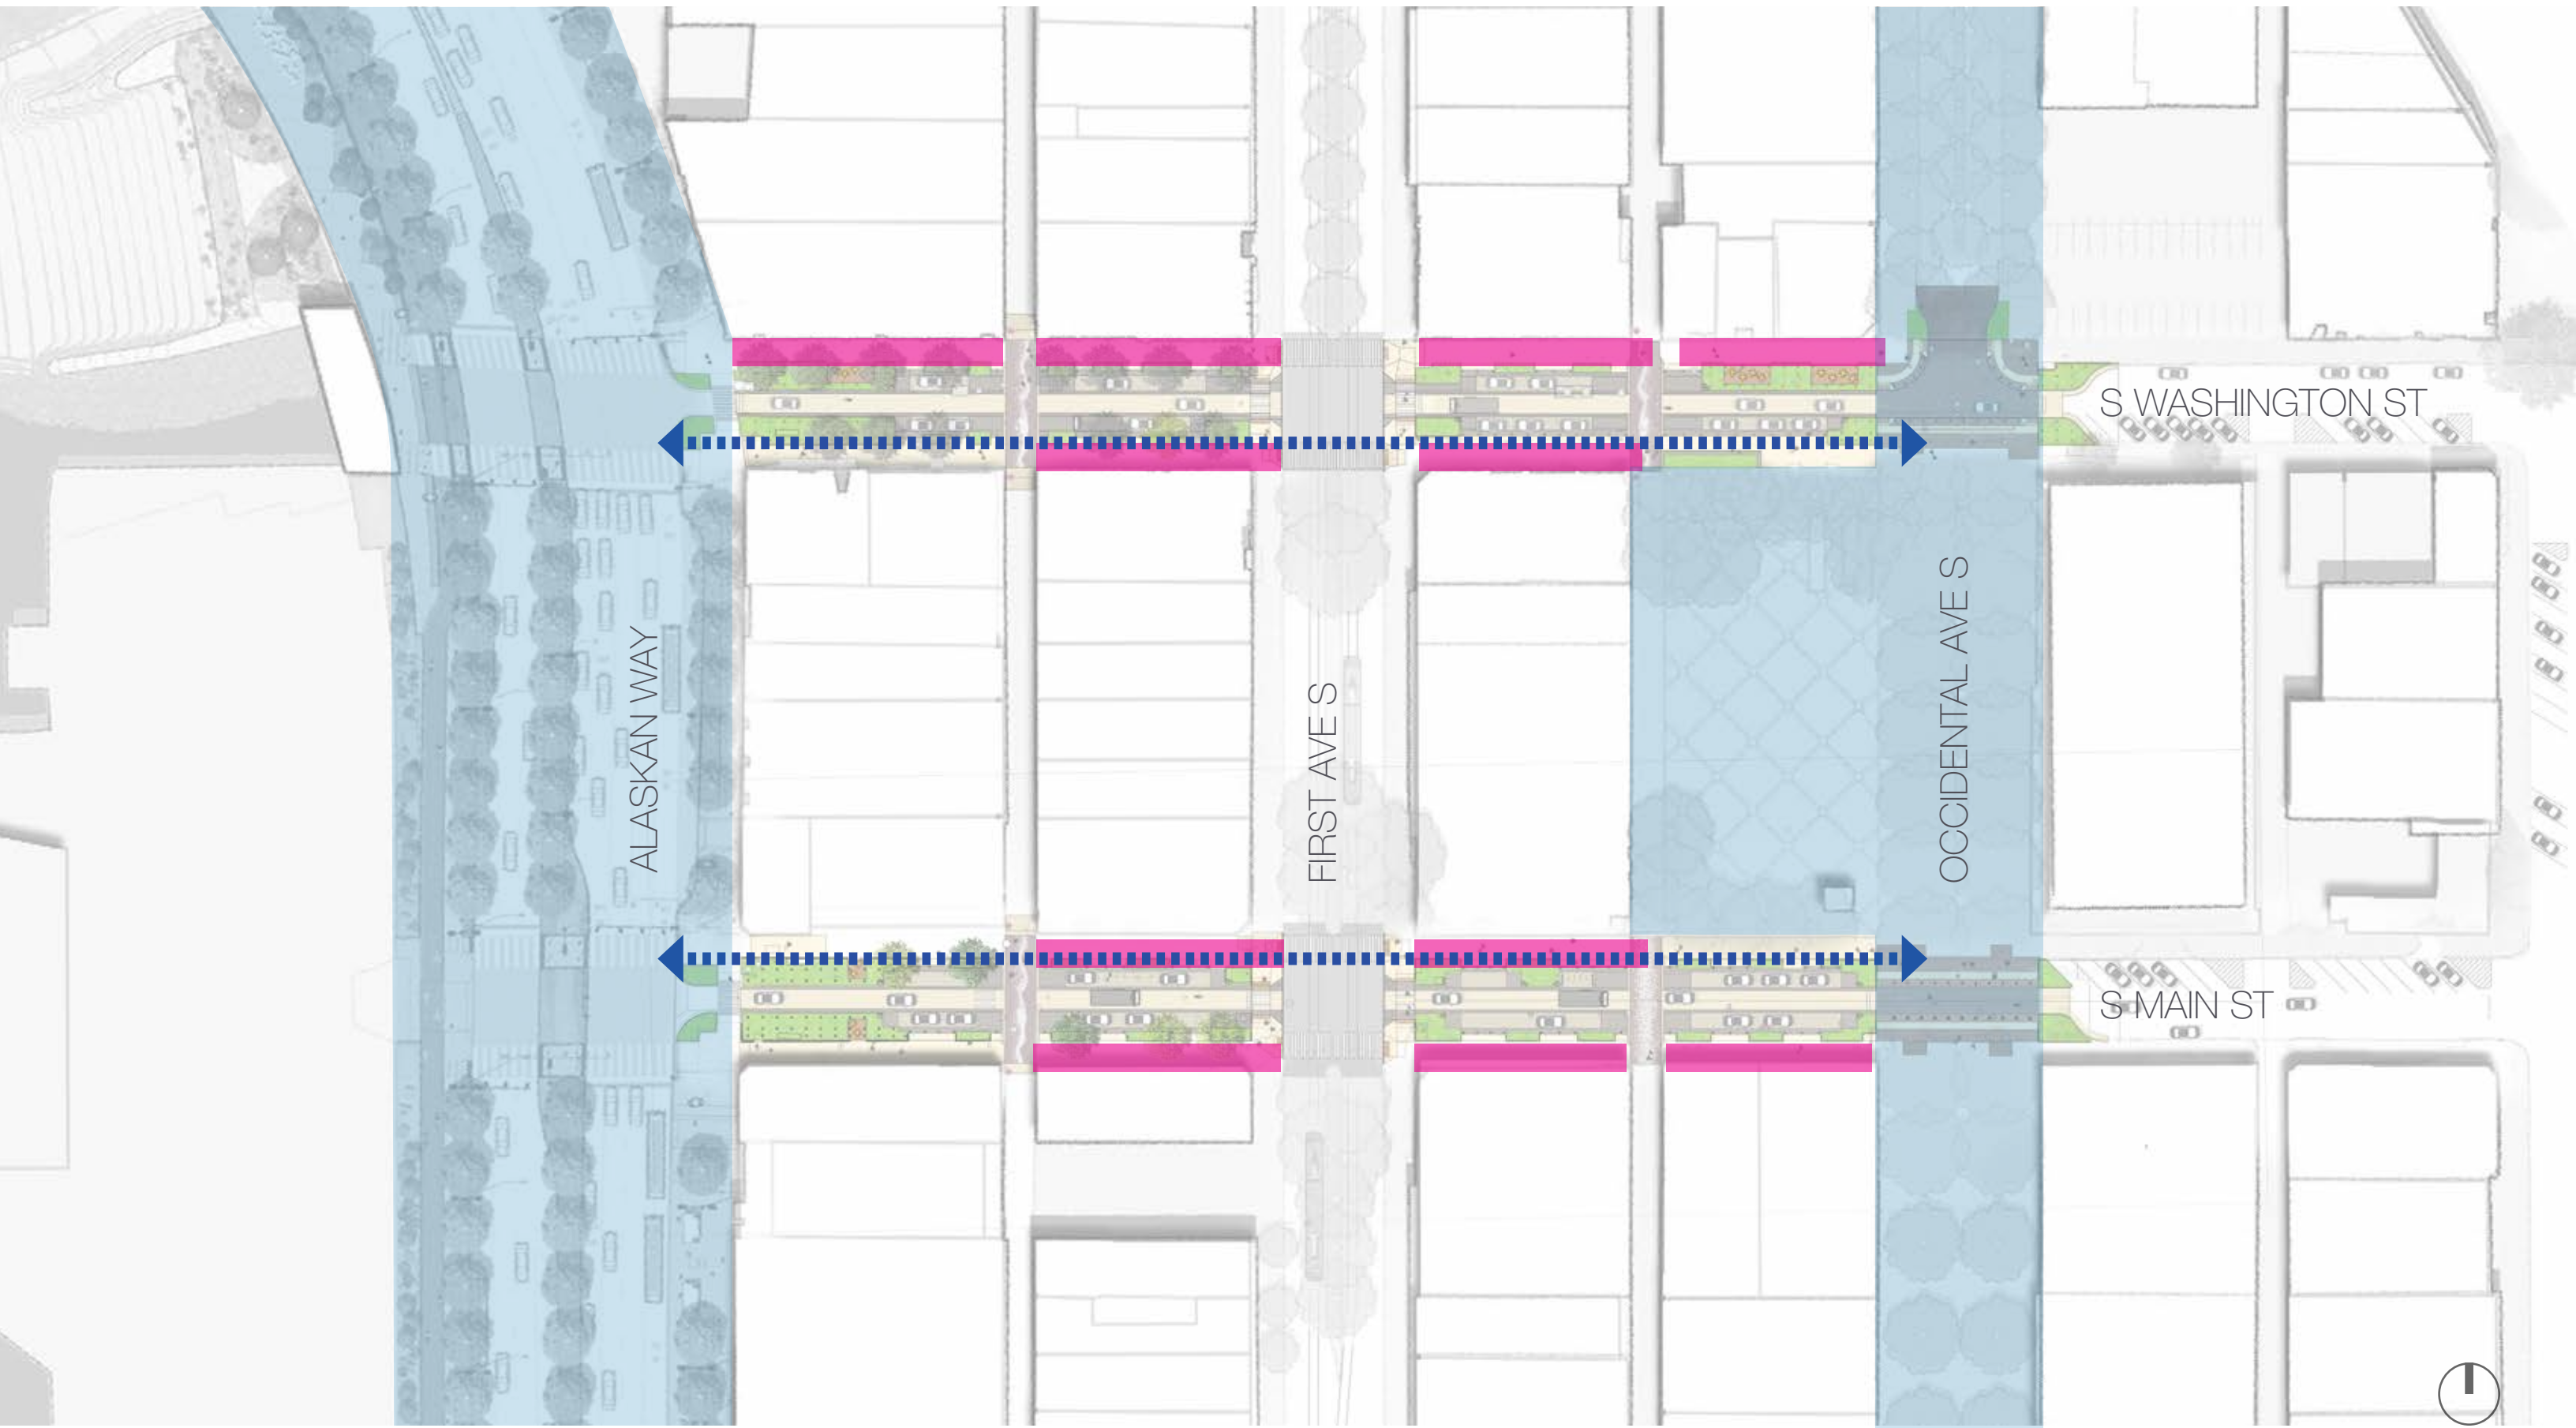 S WASHINGTON ST
ALASKAN WAY
FIRST AVE S
OCCIDENTAL AVE S
S MAIN ST